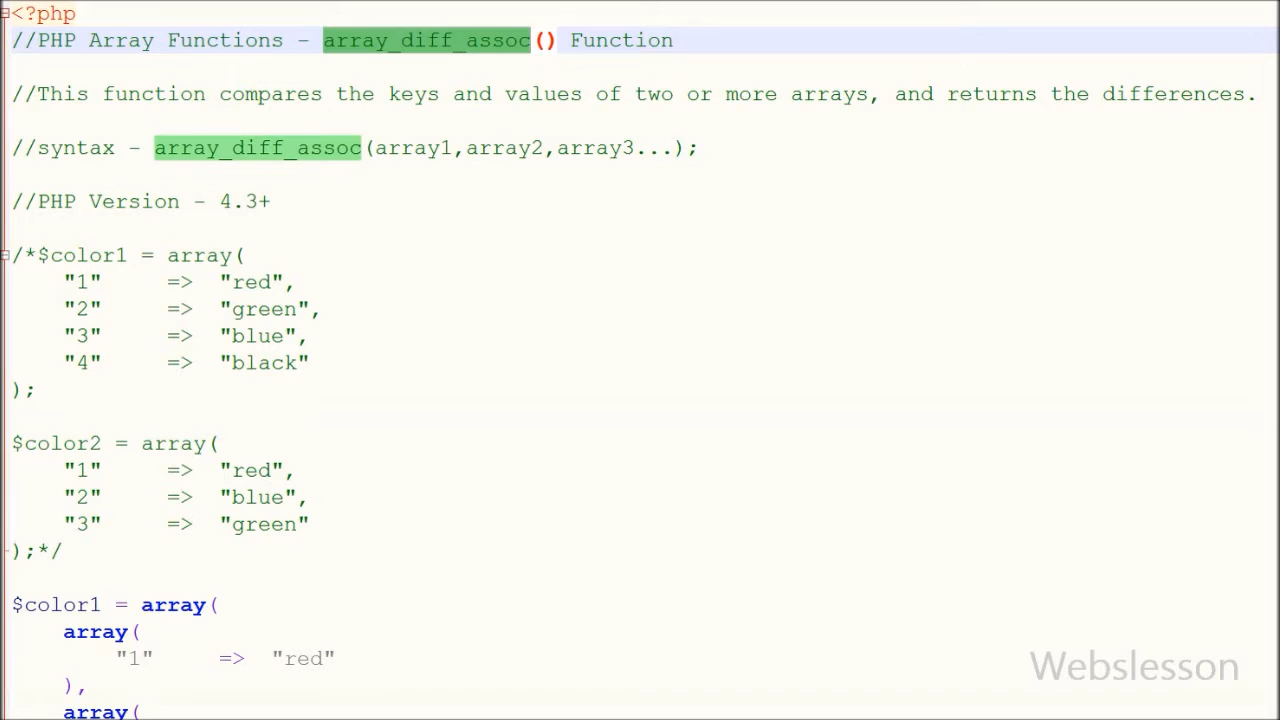 <?php
//PHP Array Functions - array_diff_assoc() Function
//This function compares the keys and values of two or more arrays, and returns the differences.
//syntax - array_diff_assoc(array1,array2,array3...);
//PHP Version - 4.3+
/*$color1 = array(
"1" => "red",
"2" => "green",
"3" => "blue",
"4" => "black"
);
$color2 = array(
"1" => "red",
"2" => "blue",
"3" => "green"
);*/
$color1 = array(
array(
"1" => "red"
),
array(
Webslesson